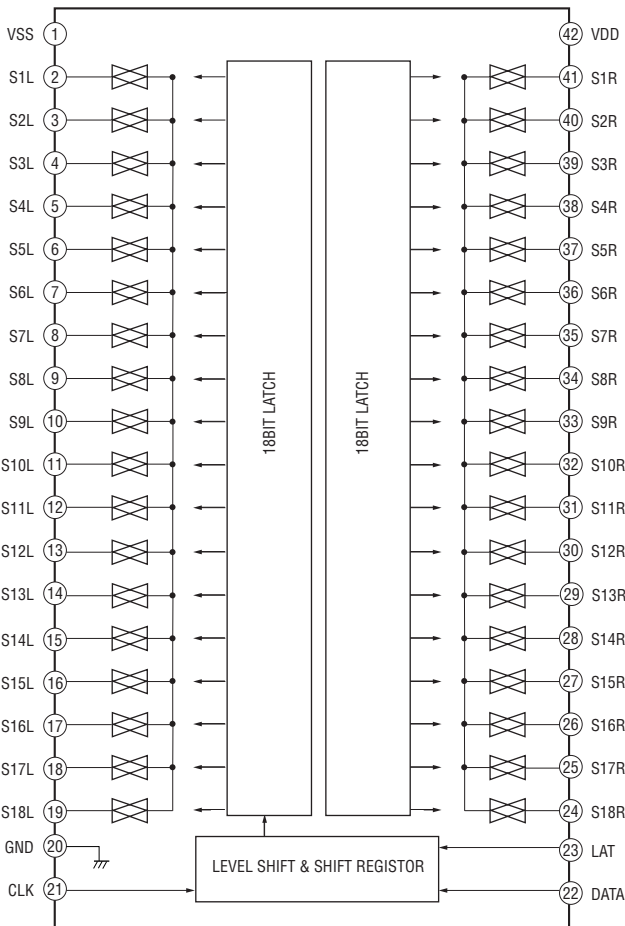 VSS 1 42 VDD
S1L 2 41 S1R
S2L 3 40 S2R
S3L 4 39 S3R
S4L 5 38 S4R
S5L 6 37 S5R
S6L 7 36 S6R
S7L 8 35 S7R
S8L 9 34 S8R
S9L 10 33 S9R
18BIT LATCH
18BIT LATCH
S10L 11 32 S10R
S11L 12 31 S11R
S12L 13 30 S12R
S13L 14 29 S13R
S14L 15 28 S14R
S15L 16 27 S15R
S16L 17 26 S16R
S17L 18 25 S17R
S18L 19 24 S18R
GND 20 23 LAT
LEVEL SHIFT & SHIFT REGISTOR
CLK 21 22 DATA